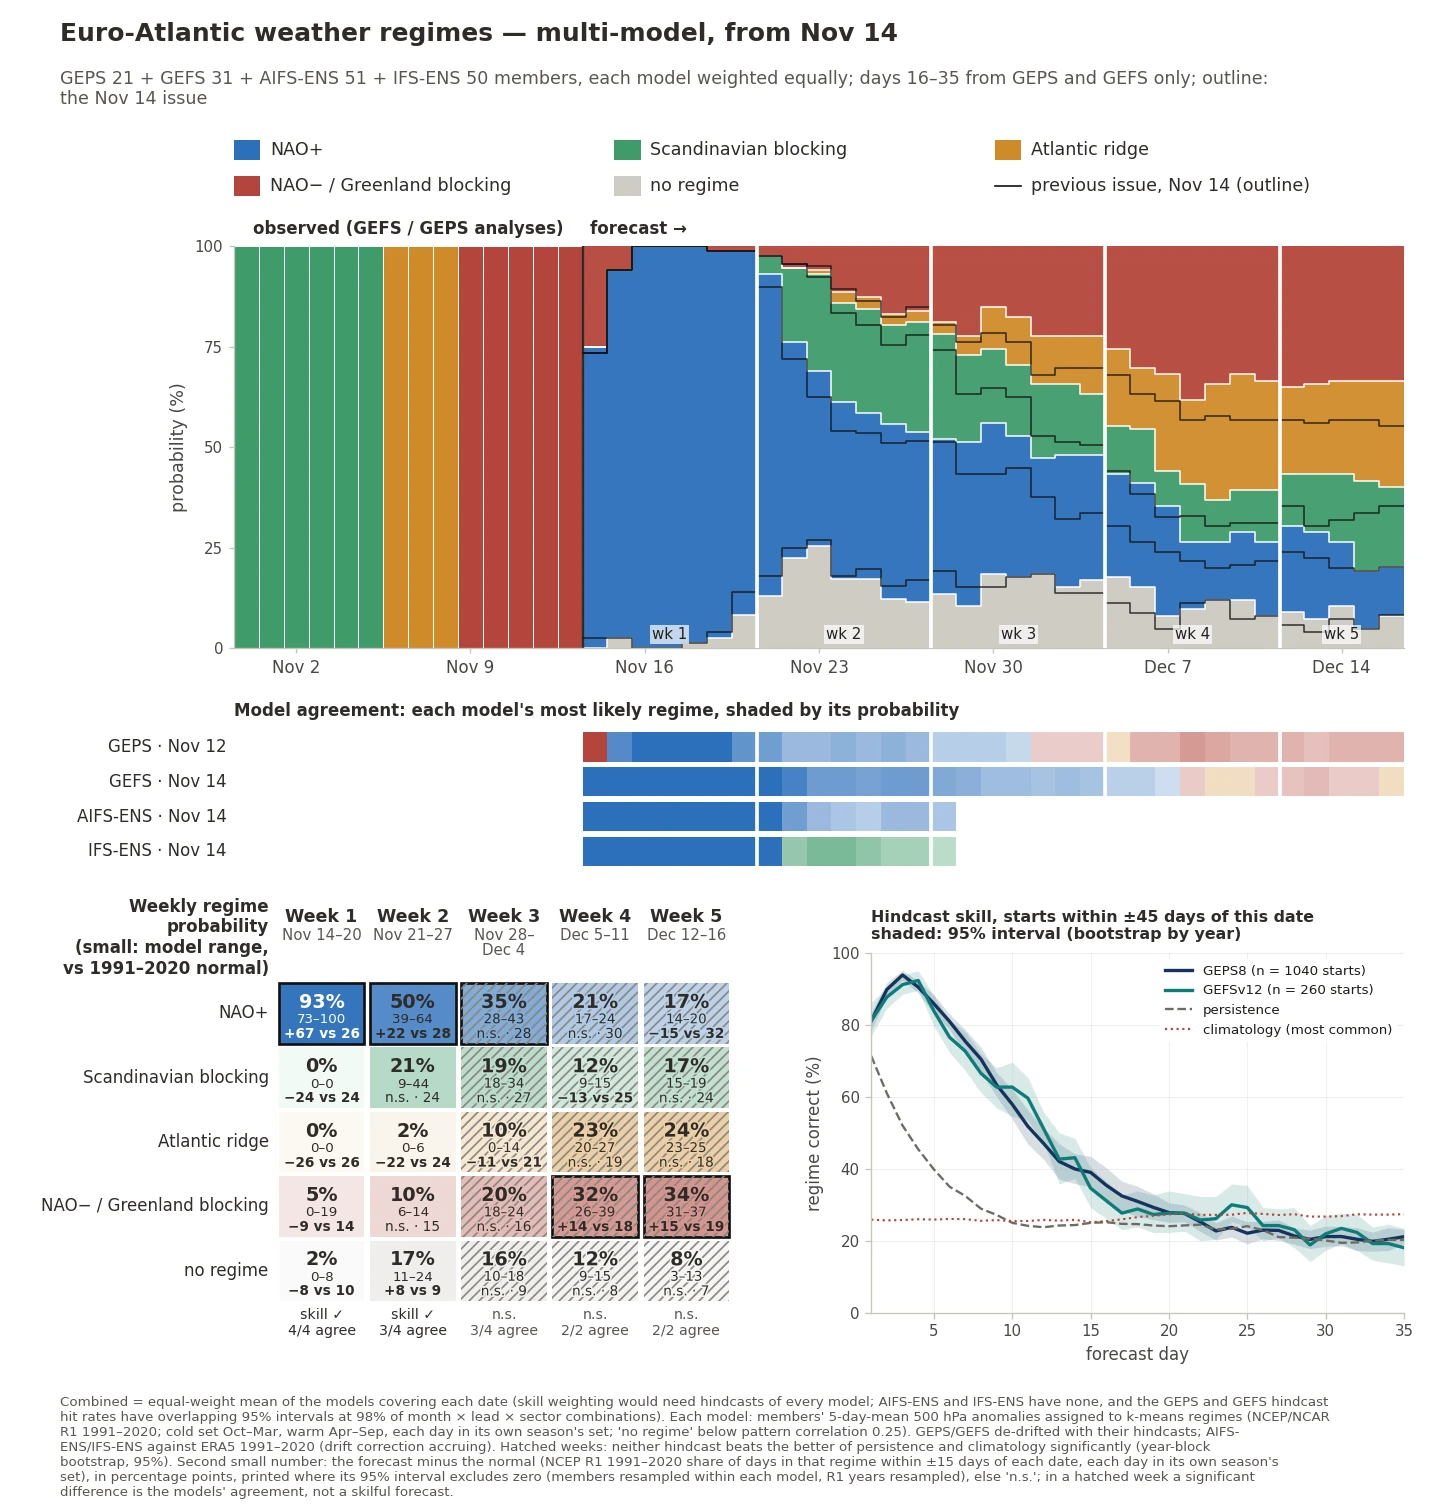 Euro-Atlantic weather regimes — multi-model, from Nov 14
GEPS 21 + GEFS 31 + AIFS-ENS 51 + IFS-ENS 50 members, each model weighted equally; days 16–35 from GEPS and GEFS only; outline:
the Nov 14 issue
NAO+
Scandinavian blocking
Atlantic ridge
NAO− / Greenland blocking
no regime
previous issue, Nov 14 (outline)
observed (GEFS / GEPS analyses)
forecast →
probability (%)
100
75
50
25
0
wk 1
wk 2
wk 3
wk 4
wk 5
Nov 2
Nov 9
Nov 16
Nov 23
Nov 30
Dec 7
Dec 14
Model agreement: each model's most likely regime, shaded by its probability
GEPS · Nov 12
GEFS · Nov 14
AIFS-ENS · Nov 14
IFS-ENS · Nov 14
Weekly regime
probability
(small: model range,
vs 1991–2020 normal)
Week 1
Nov 14–20
Week 2
Nov 21–27
Week 3
Nov 28–
Dec 4
Week 4
Dec 5–11
Week 5
Dec 12–16
NAO+
93%
73–100
+67 vs 26
50%
39–64
+22 vs 28
35%
28–43
n.s. · 28
21%
17–24
n.s. · 30
17%
14–20
−15 vs 32
Scandinavian blocking
0%
0–0
−24 vs 24
21%
9–44
n.s. · 24
19%
18–34
n.s. · 27
12%
9–15
−13 vs 25
17%
15–19
n.s. · 24
Atlantic ridge
0%
0–0
−26 vs 26
2%
0–6
−22 vs 24
10%
0–14
−11 vs 21
23%
20–27
n.s. · 19
24%
23–25
n.s. · 18
NAO− / Greenland blocking
5%
0–19
−9 vs 14
10%
6–14
n.s. · 15
20%
18–24
n.s. · 16
32%
26–39
+14 vs 18
34%
31–37
+15 vs 19
no regime
2%
0–8
−8 vs 10
17%
11–24
+8 vs 9
16%
10–18
n.s. · 9
12%
9–15
n.s. · 8
8%
3–13
n.s. · 7
skill ✓
4/4 agree
skill ✓
3/4 agree
n.s.
3/4 agree
n.s.
2/2 agree
n.s.
2/2 agree
Hindcast skill, starts within ±45 days of this date
shaded: 95% interval (bootstrap by year)
GEPS8 (n = 1040 starts)
GEFSv12 (n = 260 starts)
persistence
climatology (most common)
regime correct (%)
100
80
60
40
20
0
5
10
15
20
25
30
35
forecast day
Combined = equal-weight mean of the models covering each date (skill weighting would need hindcasts of every model; AIFS-ENS and IFS-ENS have none, and the GEPS and GEFS hindcast
hit rates have overlapping 95% intervals at 98% of month × lead × sector combinations). Each model: members' 5-day-mean 500 hPa anomalies assigned to k-means regimes (NCEP/NCAR
R1 1991–2020; cold set Oct–Mar, warm Apr–Sep, each day in its own season's set; 'no regime' below pattern correlation 0.25). GEPS/GEFS de-drifted with their hindcasts; AIFS-
ENS/IFS-ENS against ERA5 1991–2020 (drift correction accruing). Hatched weeks: neither hindcast beats the better of persistence and climatology significantly (year-block
bootstrap, 95%). Second small number: the forecast minus the normal (NCEP R1 1991–2020 share of days in that regime within ±15 days of each date, each day in its own season's
set), in percentage points, printed where its 95% interval excludes zero (members resampled within each model, R1 years resampled), else 'n.s.'; in a hatched week a significant
difference is the models' agreement, not a skilful forecast.